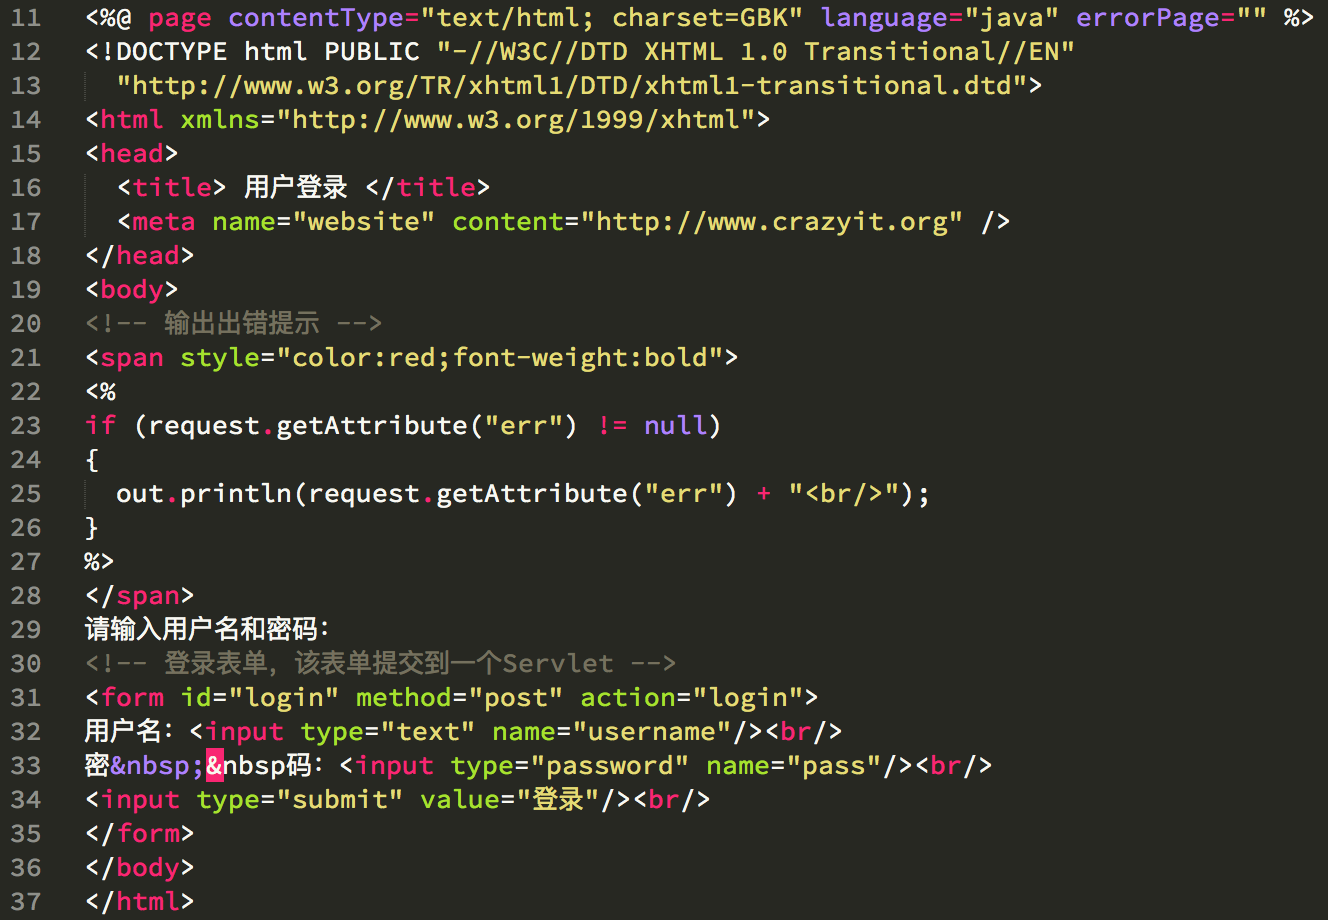 11 <%@ page contentType="text/html; charset=GBK" language="java" errorPage="" %>
12 <!DOCTYPE html PUBLIC "-//W3C//DTD XHTML 1.0 Transitional//EN"
13   "http://www.w3.org/TR/xhtml1/DTD/xhtml1-transitional.dtd">
14 <html xmlns="http://www.w3.org/1999/xhtml">
15 <head>
16   <title> 用户登录 </title>
17   <meta name="website" content="http://www.crazyit.org" />
18 </head>
19 <body>
20 <!-- 输出出错提示 -->
21 <span style="color:red;font-weight:bold">
22 <%
23 if (request.getAttribute("err") != null)
24 {
25   out.println(request.getAttribute("err") + "<br/>");
26 }
27 %>
28 </span>
29 请输入用户名和密码：
30 <!-- 登录表单，该表单提交到一个Servlet -->
31 <form id="login" method="post" action="login">
32 用户名：<input type="text" name="username"/><br/>
33 密&nbsp;&nbsp码：<input type="password" name="pass"/><br/>
34 <input type="submit" value="登录"/><br/>
35 </form>
36 </body>
37 </html>